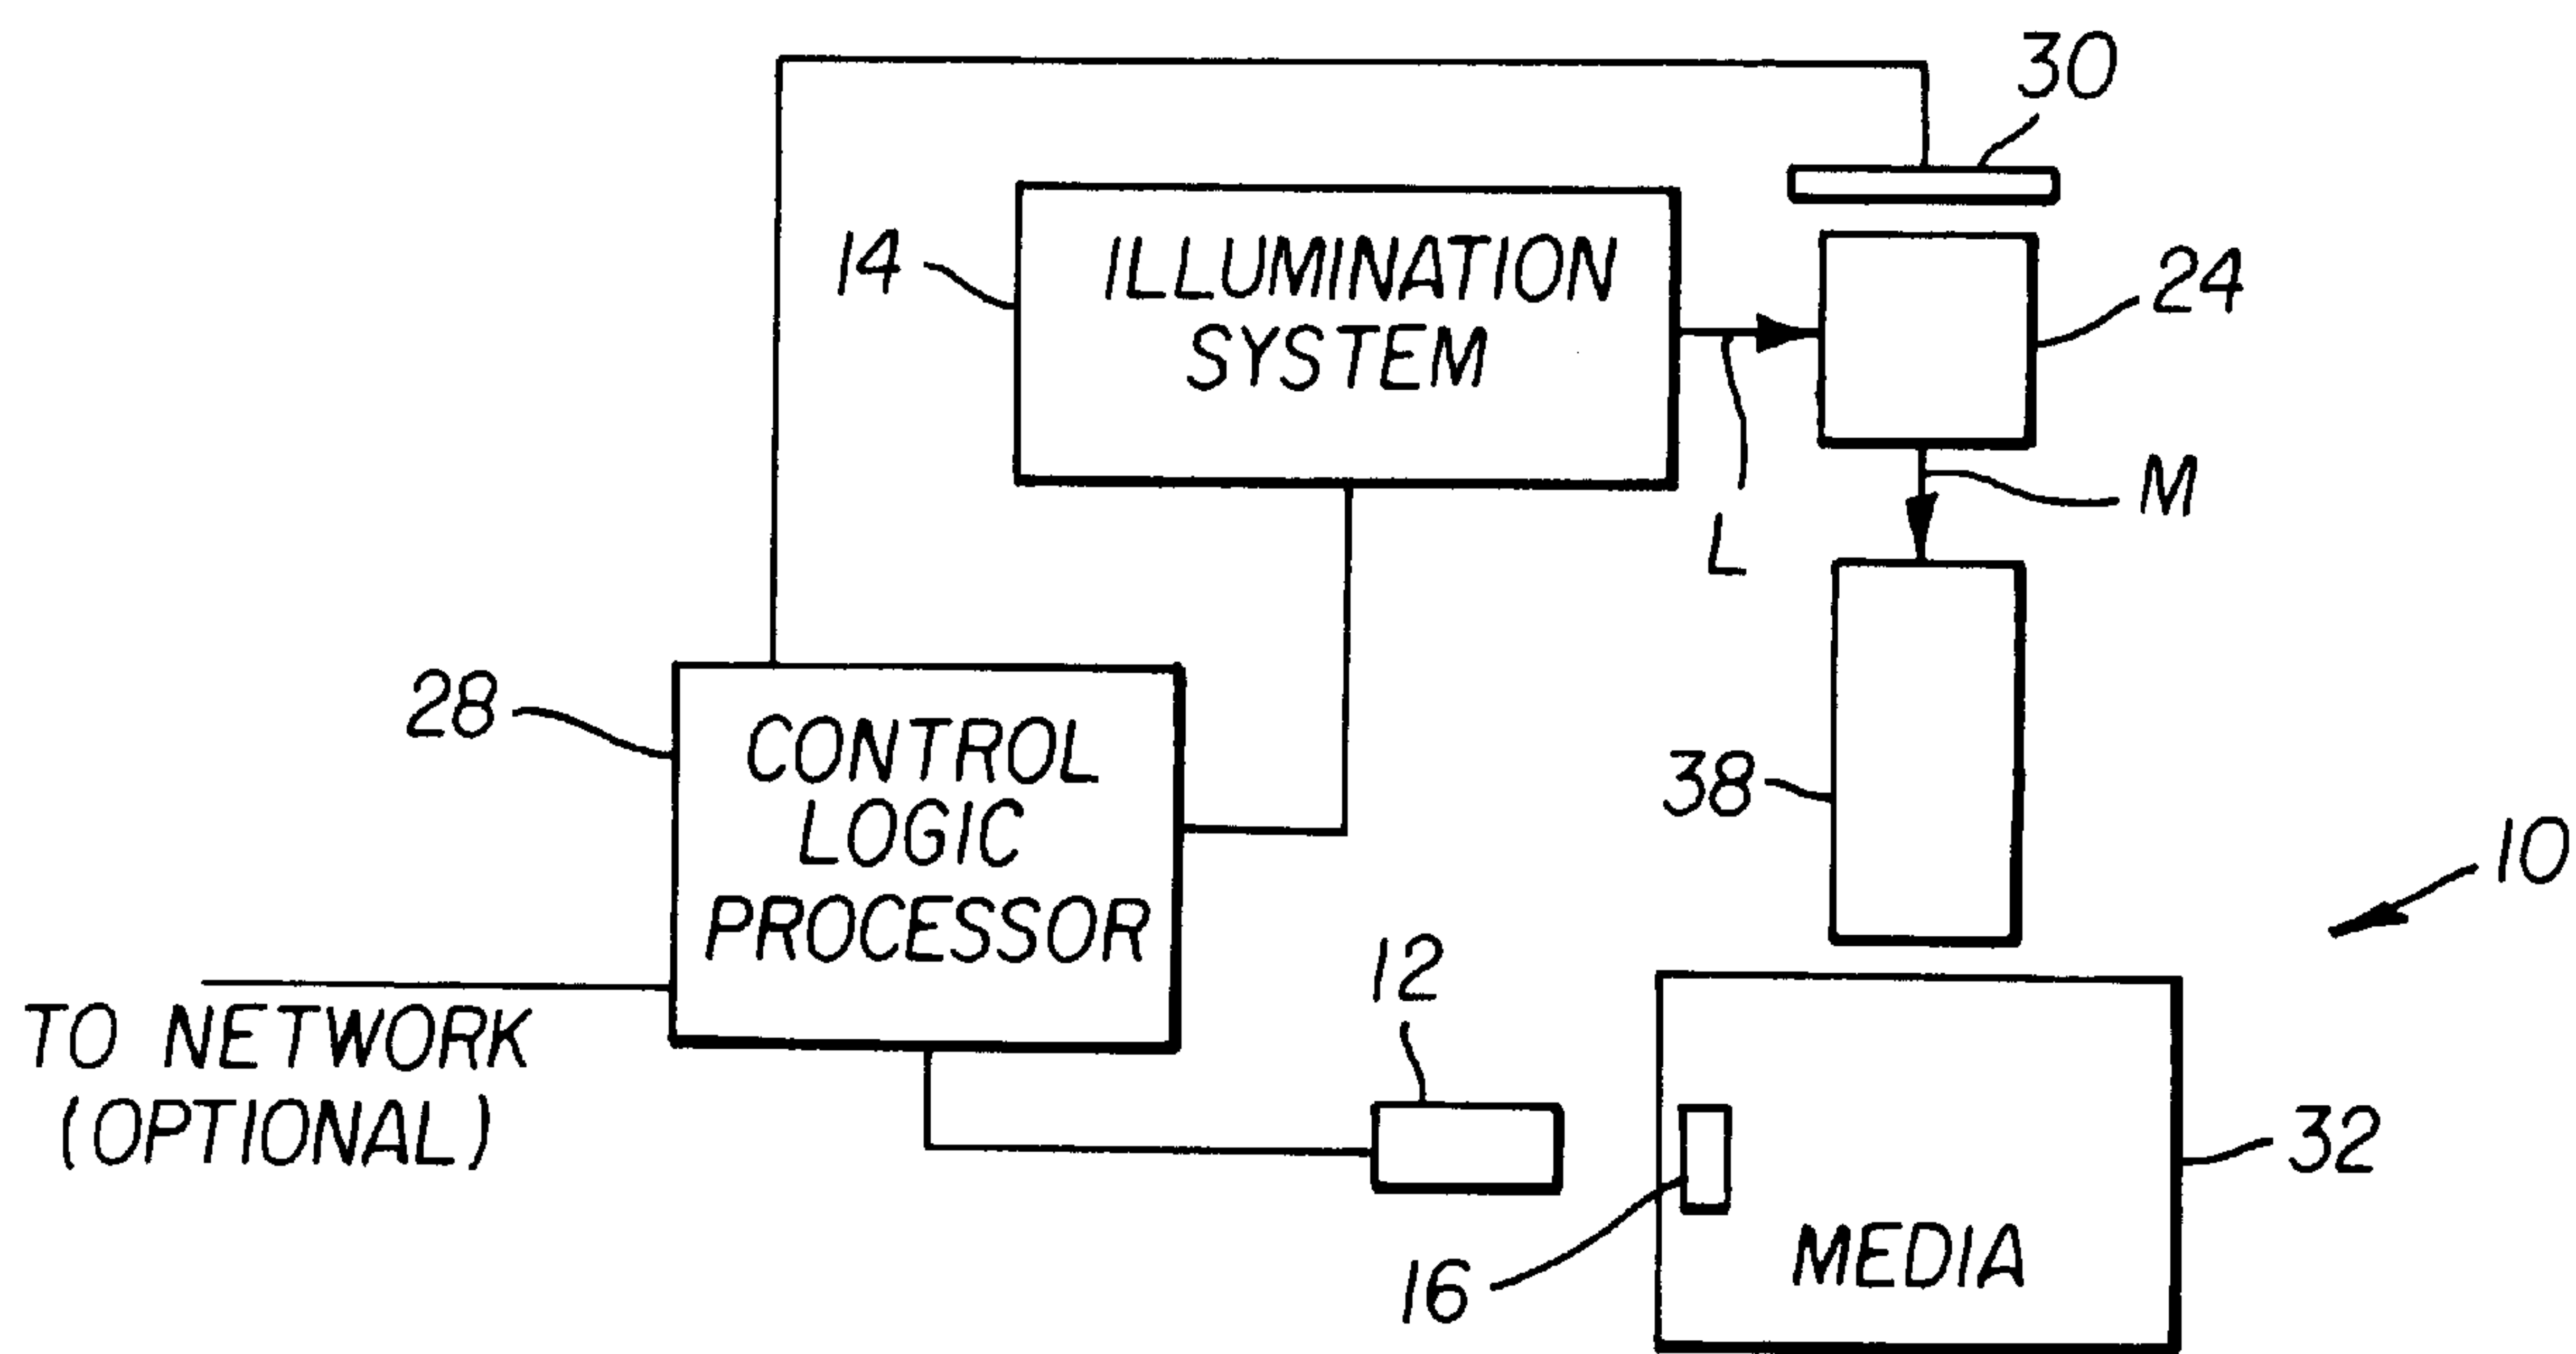 30
14
ILLUMINATION
SYSTEM
24
L
M
28
CONTROL
LOGIC
PROCESSOR
38
10
TO NETWORK
(OPTIONAL)
12
16
MEDIA
32